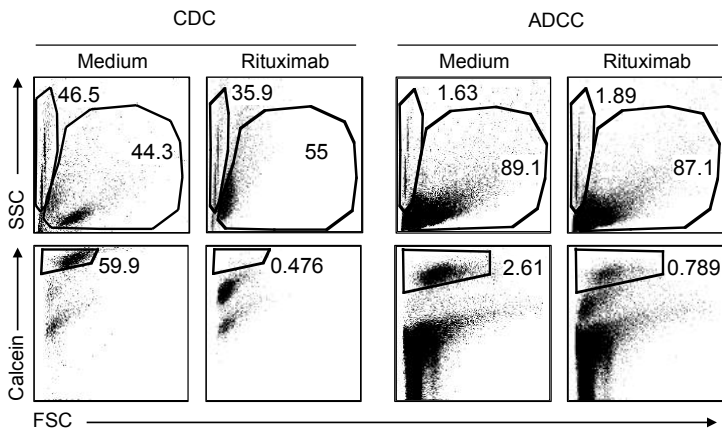 CDC ADCC
Medium Rituximab Medium Rituximab
46.5 35.9 1.63 1.89
44.3 55 89.1 87.1
SSC
59.9 0.476 2.61 0.789
Calcein
FSC